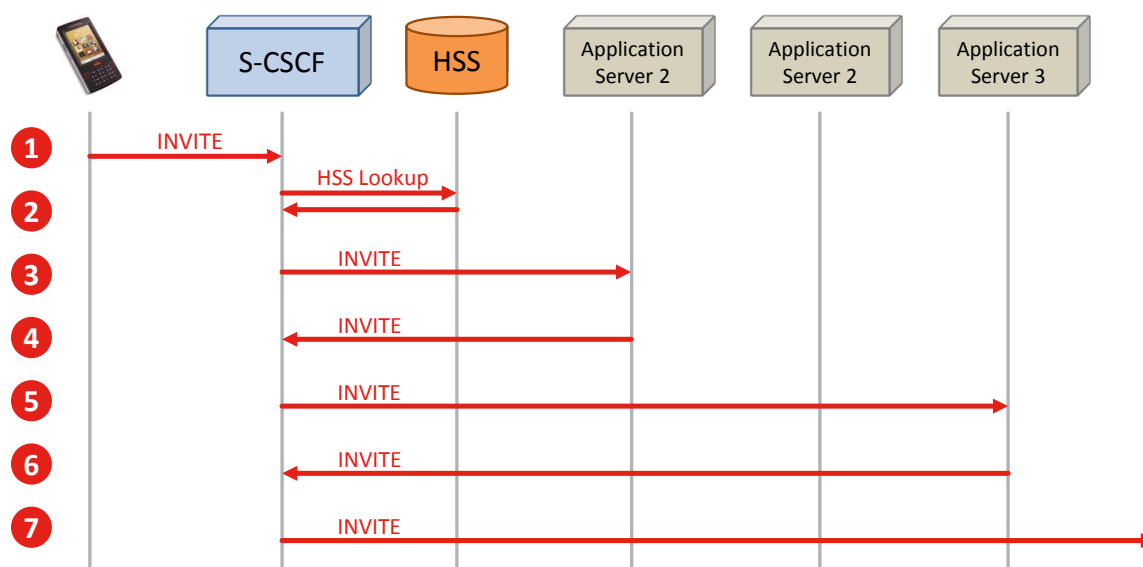 S-CSCF
HSS
Application
Server 2
Application
Server 2
Application
Server 3
1
INVITE
HSS Lookup
2
3
INVITE
4
INVITE
5
INVITE
6
INVITE
7
INVITE